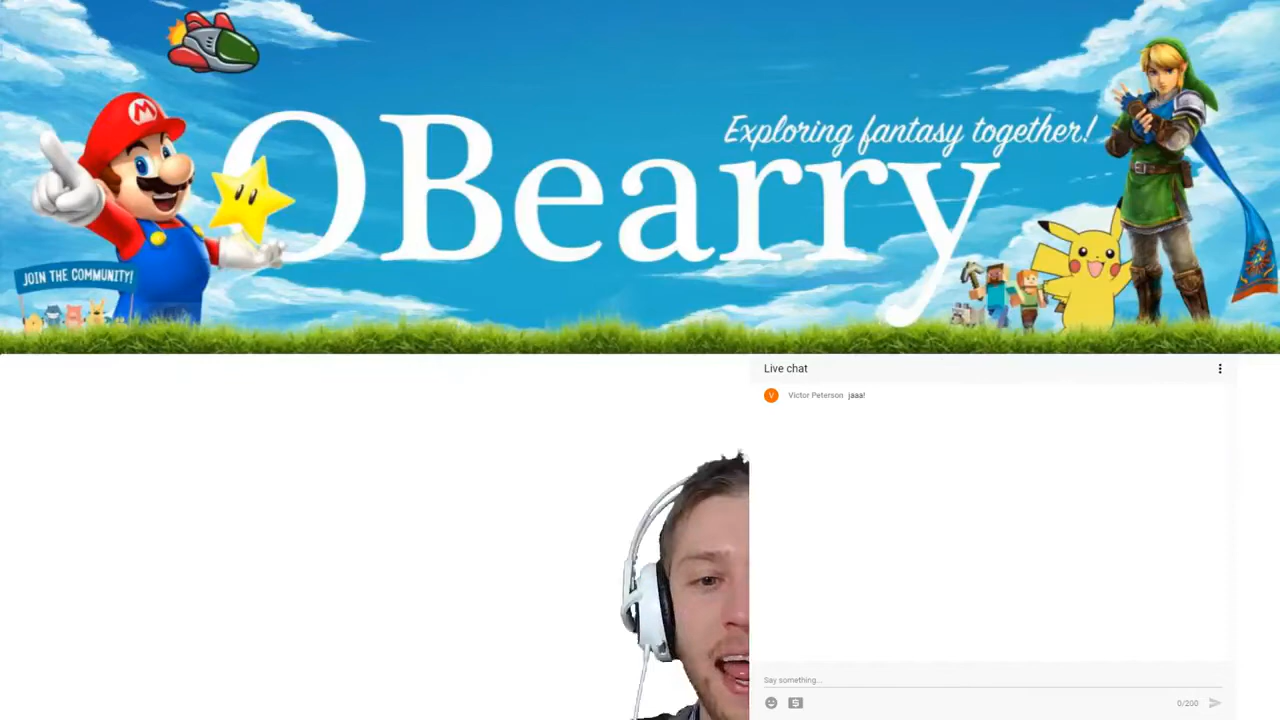 Exploring fantasy together!
OBearry
JOIN THE COMMUNITY!
Live chat
V Victor Peterson jaaa!
Say something...
0/200